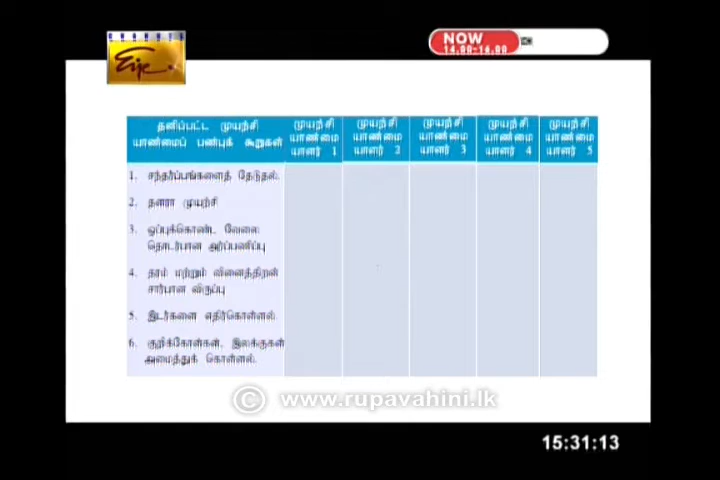 CHANNEL
Eye
NOW
14.00-16.00
தனிப்பட்ட முயற்சி
யாண்மைப் பண்புக் கூறுகள்
முயற்சி
யாண்மை
யாளர் 1
முயற்சி
யாண்மை
யாளர் 2
முயற்சி
யாண்மை
யாளர் 3
முயற்சி
யாண்மை
யாளர் 4
முயற்சி
யாண்மை
யாளர் 5
1. சந்தர்ப்பங்களைத் தேடுதல்.
2. தளரா முயற்சி
3. ஒப்புக்கொண்ட வேலை
தொடர்பான அர்ப்பணிப்பு
4. தரம் மற்றும் வினைத்திறன்
சார்பான விருப்பு
5. இடர்களை எதிர்கொள்ளல்.
6. குறிக்கோள்கள், இலக்குகள்
அமைத்துக் கொள்ளல்.
© www.rupavahini.lk
15:31:13